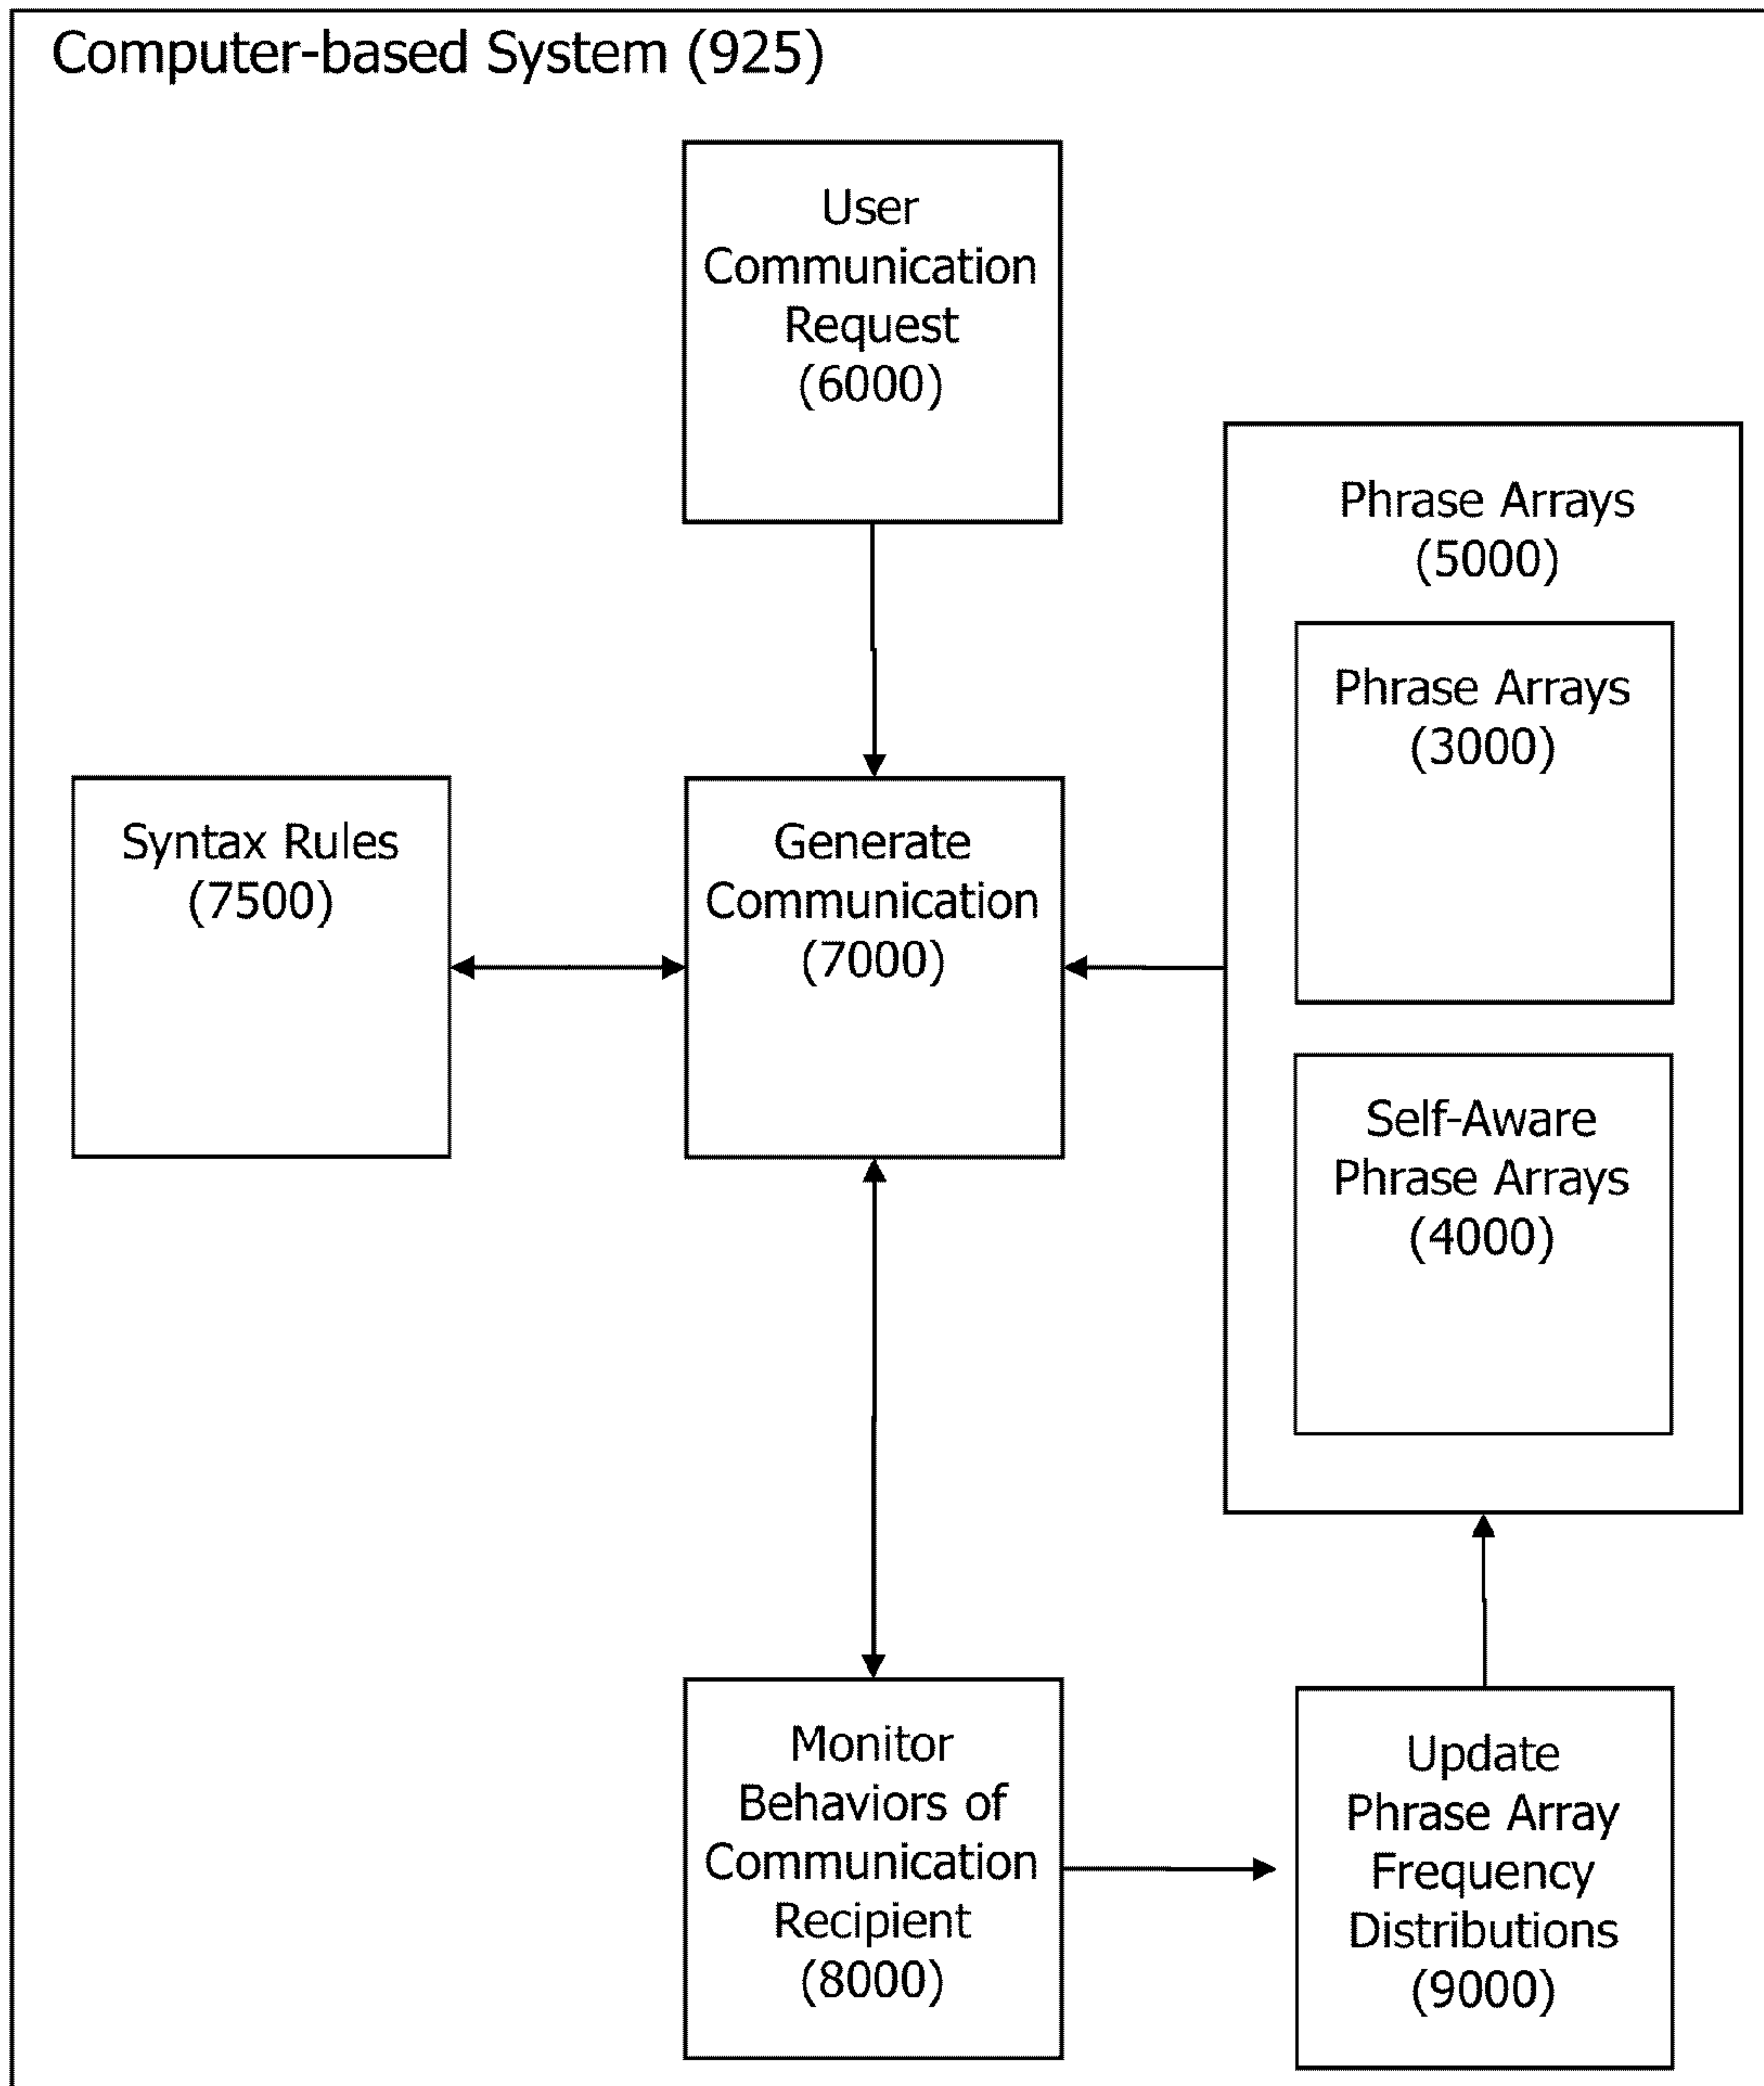 Computer-based System (925)
User
Communication
Request
(6000)
Phrase Arrays
(5000)
Phrase Arrays
(3000)
Syntax Rules
(7500)
Generate
Communication
(7000)
Self-Aware
Phrase Arrays
(4000)
Monitor
Behaviors of
Communication
Recipient
(8000)
Update
Phrase Array
Frequency
Distributions
(9000)